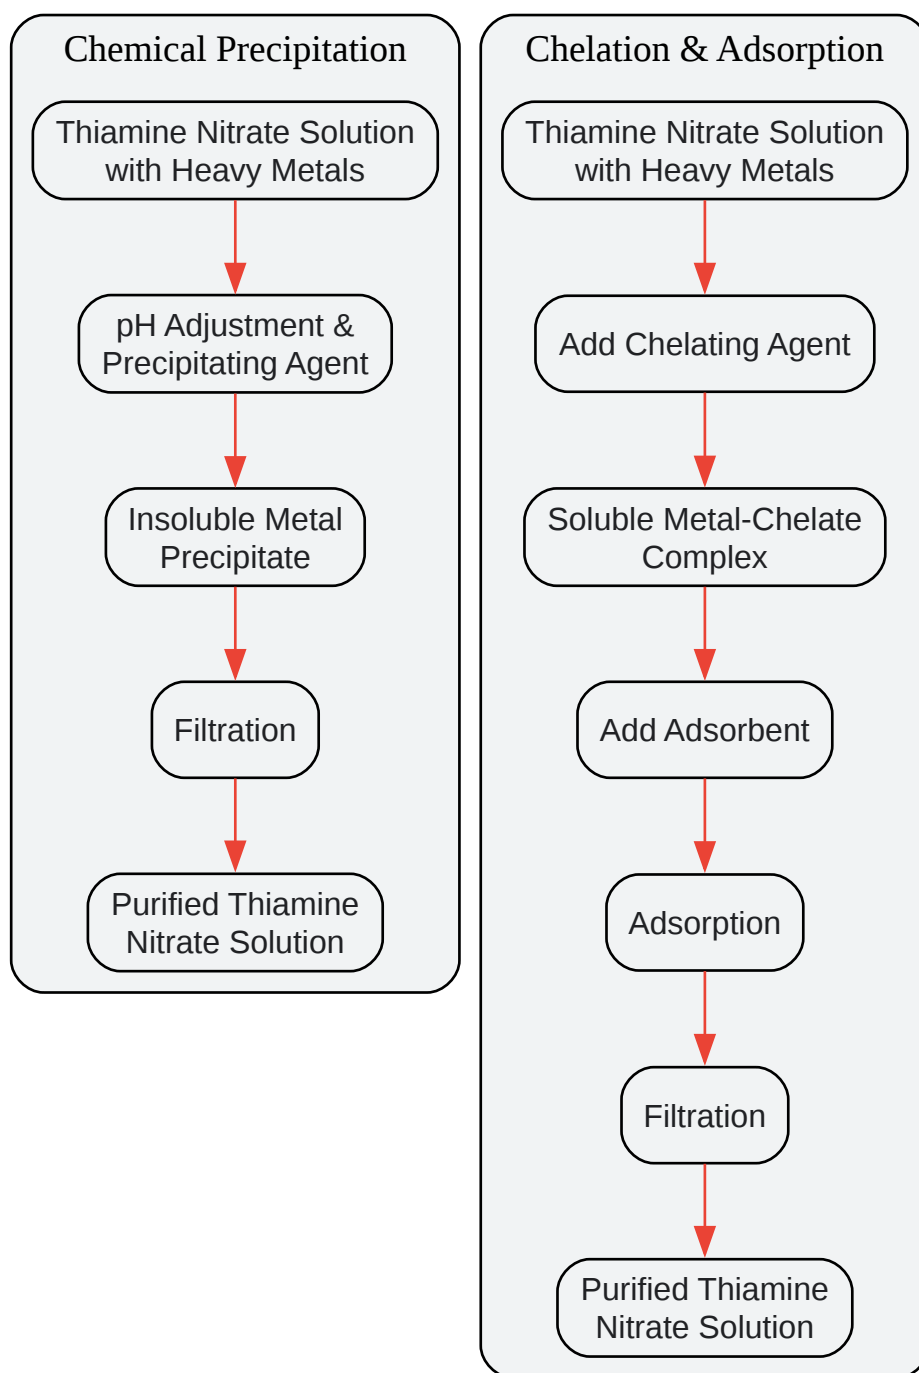 Chemical Precipitation
Thiamine Nitrate Solution
with Heavy Metals
pH Adjustment &
Precipitating Agent
Insoluble Metal
Precipitate
Filtration
Purified Thiamine
Nitrate Solution
Chelation & Adsorption
Thiamine Nitrate Solution
with Heavy Metals
Add Chelating Agent
Soluble Metal-Chelate
Complex
Add Adsorbent
Adsorption
Filtration
Purified Thiamine
Nitrate Solution